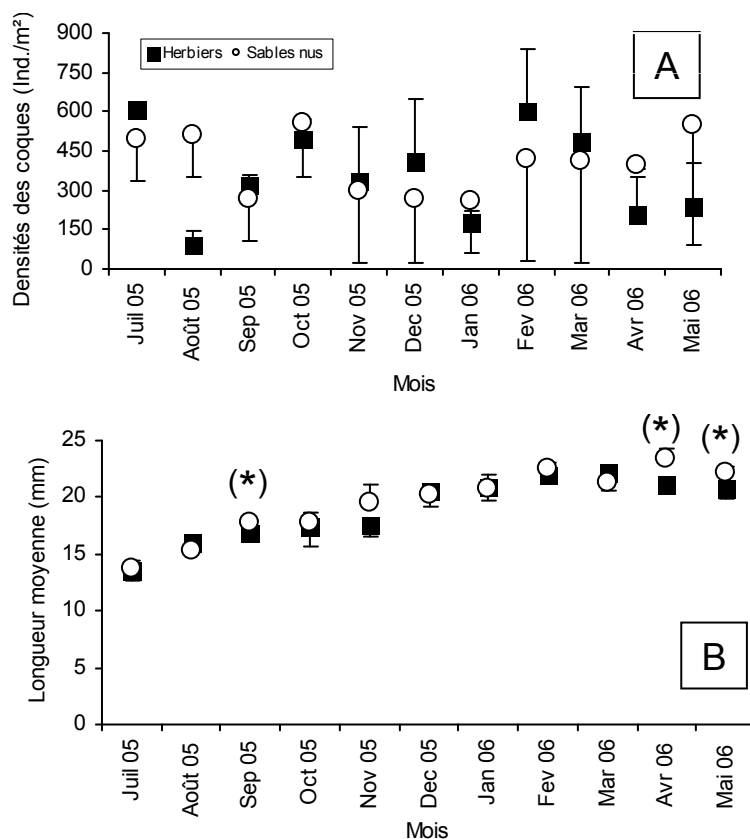 Densités des coques (Ind./m²)
900
750
600
450
300
150
0
Herbiers
Sables nus
A
Juil 05
Août 05
Sep 05
Oct 05
Nov 05
Dec 05
Jan 06
Fev 06
Mar 06
Avr 06
Mai 06
Mois
Longueur moyenne (mm)
25
20
15
10
5
0
(*)
(*)
(*)
B
Juil 05
Août 05
Sep 05
Oct 05
Nov 05
Dec 05
Jan 06
Fev 06
Mar 06
Avr 06
Mai 06
Mois